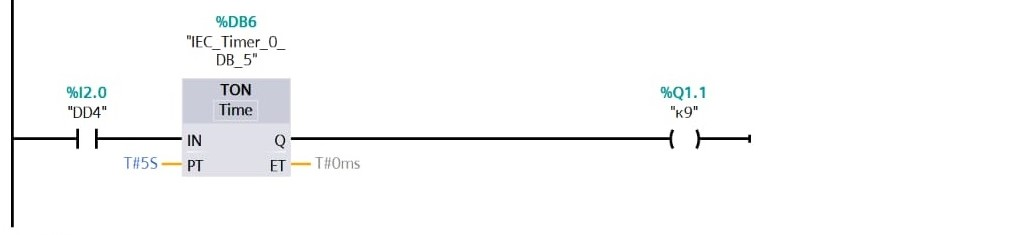 %DB6
"IEC_Timer_0_
DB_5"
%I2.0
"DD4"
TON
Time
%Q1.1
"к9"
IN
Q
T#5S
PT
ET
T#0ms